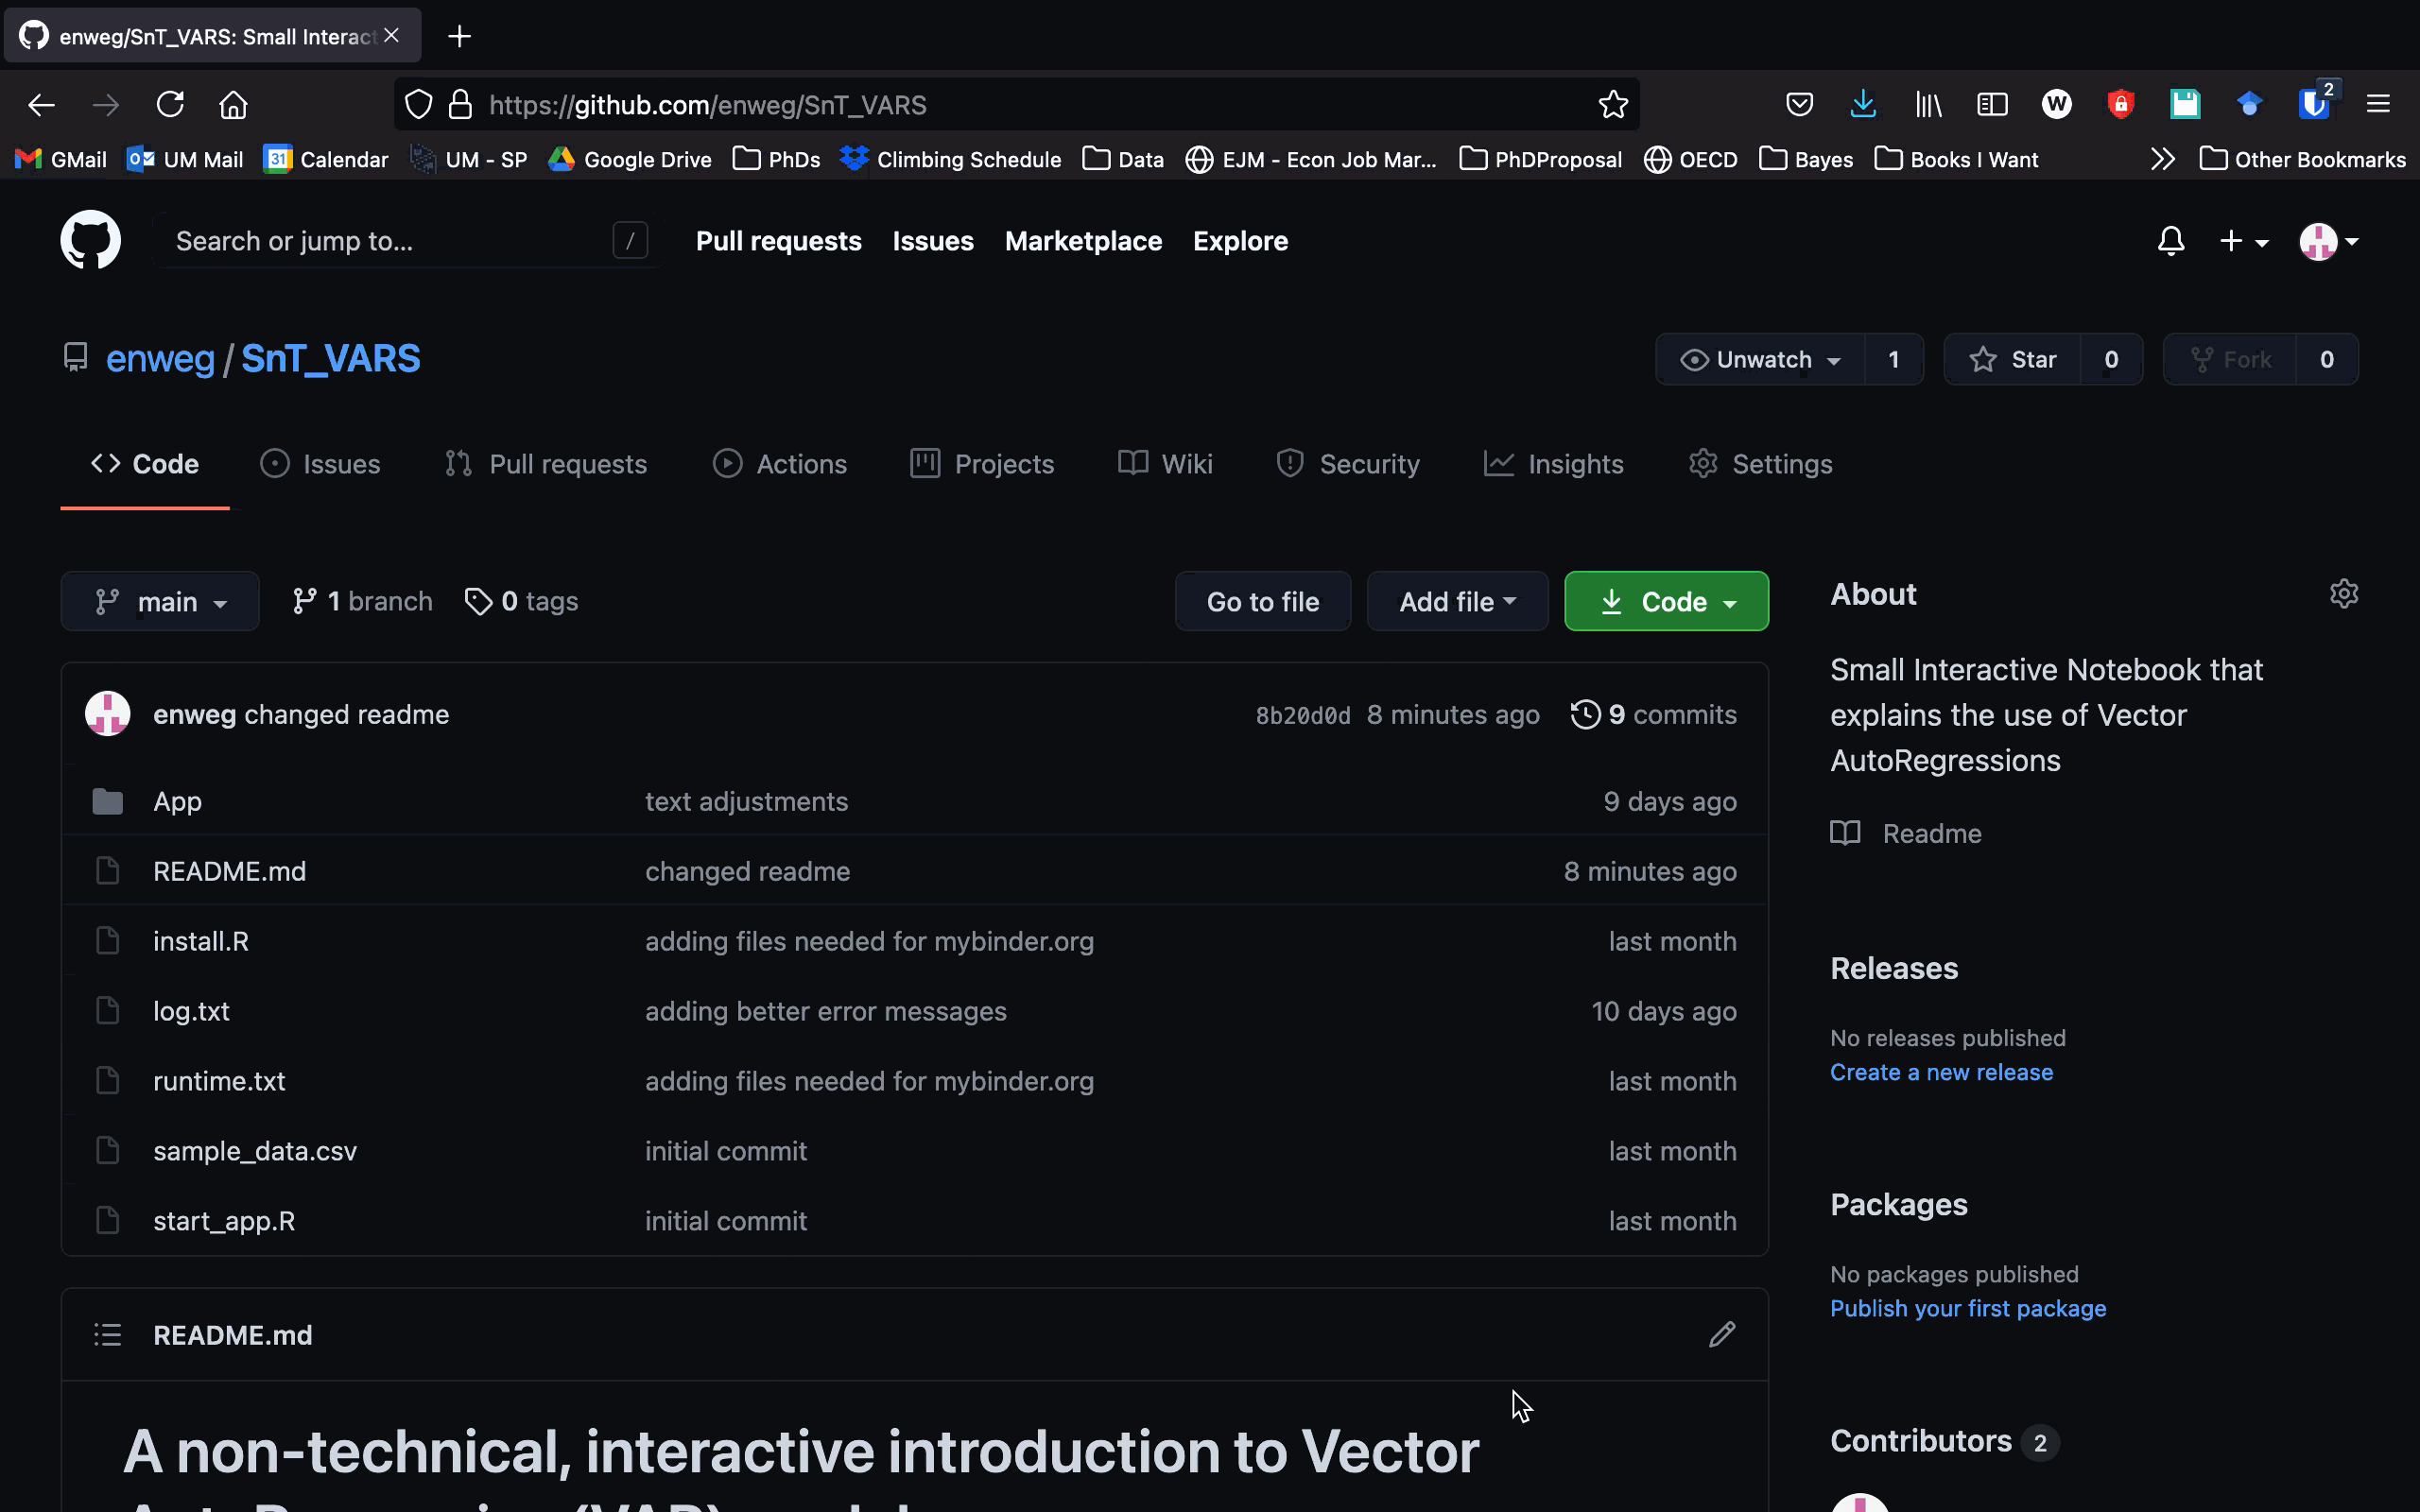 enweg/SnT_VARS: Small Interact
https://github.com/enweg/SnT_VARS
2
GMail UM Mail 31 Calendar UM - SP Google Drive PhDs Climbing Schedule Data EJM - Econ Job Mar... PhDProposal OECD Bayes Books I Want Other Bookmarks
Search or jump to... / Pull requests Issues Marketplace Explore
enweg / SnT_VARS Unwatch 1 Star 0 Fork 0
Code Issues Pull requests Actions Projects Wiki Security Insights Settings
main 1 branch 0 tags Go to file Add file Code
enweg changed readme 8b20d0d 8 minutes ago 9 commits
App text adjustments 9 days ago
README.md changed readme 8 minutes ago
install.R adding files needed for mybinder.org last month
log.txt adding better error messages 10 days ago
runtime.txt adding files needed for mybinder.org last month
sample_data.csv initial commit last month
start_app.R initial commit last month
README.md
A non-technical, interactive introduction to Vector
About
Small Interactive Notebook that
explains the use of Vector
AutoRegressions
Readme
Releases
No releases published
Create a new release
Packages
No packages published
Publish your first package
Contributors 2